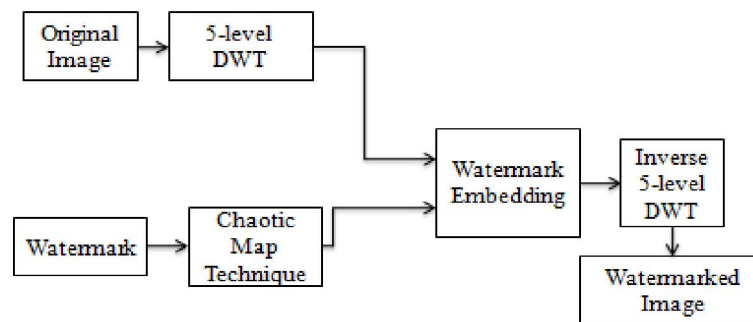 Original
Image
5-level
DWT
Watermark
Chaotic
Map
Technique
Watermark
Embedding
Inverse
5-level
DWT
Watermarked
Image